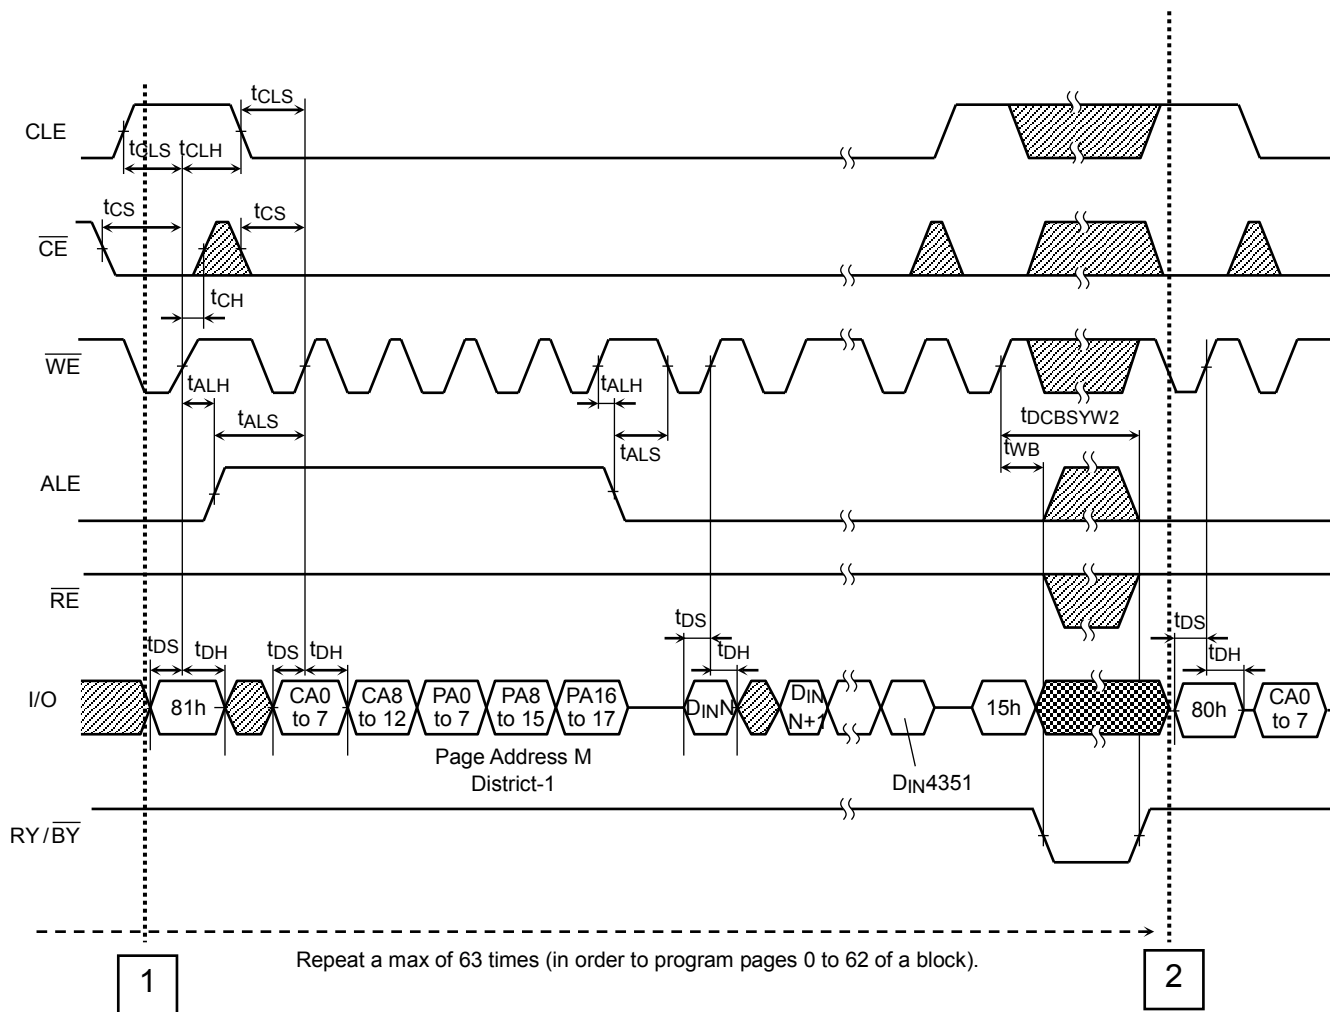 tCLS
CLE
tCLS tCLH
tCS tCS
CE
tCH
WE
tALH tALH
tDCBSYW2
tALS tALS tWB
ALE
RE
tDS tDS
tDS tDH tDS tDH tDH tDH
I/O 81h CA0 to 7 CA8 to 12 PA0 to 7 PA8 to 15 PA16 to 17 DINN DIN N+1 15h 80h CA0 to 7
Page Address M
District-1
DIN4351
RY/BY
Repeat a max of 63 times (in order to program pages 0 to 62 of a block).
1 2